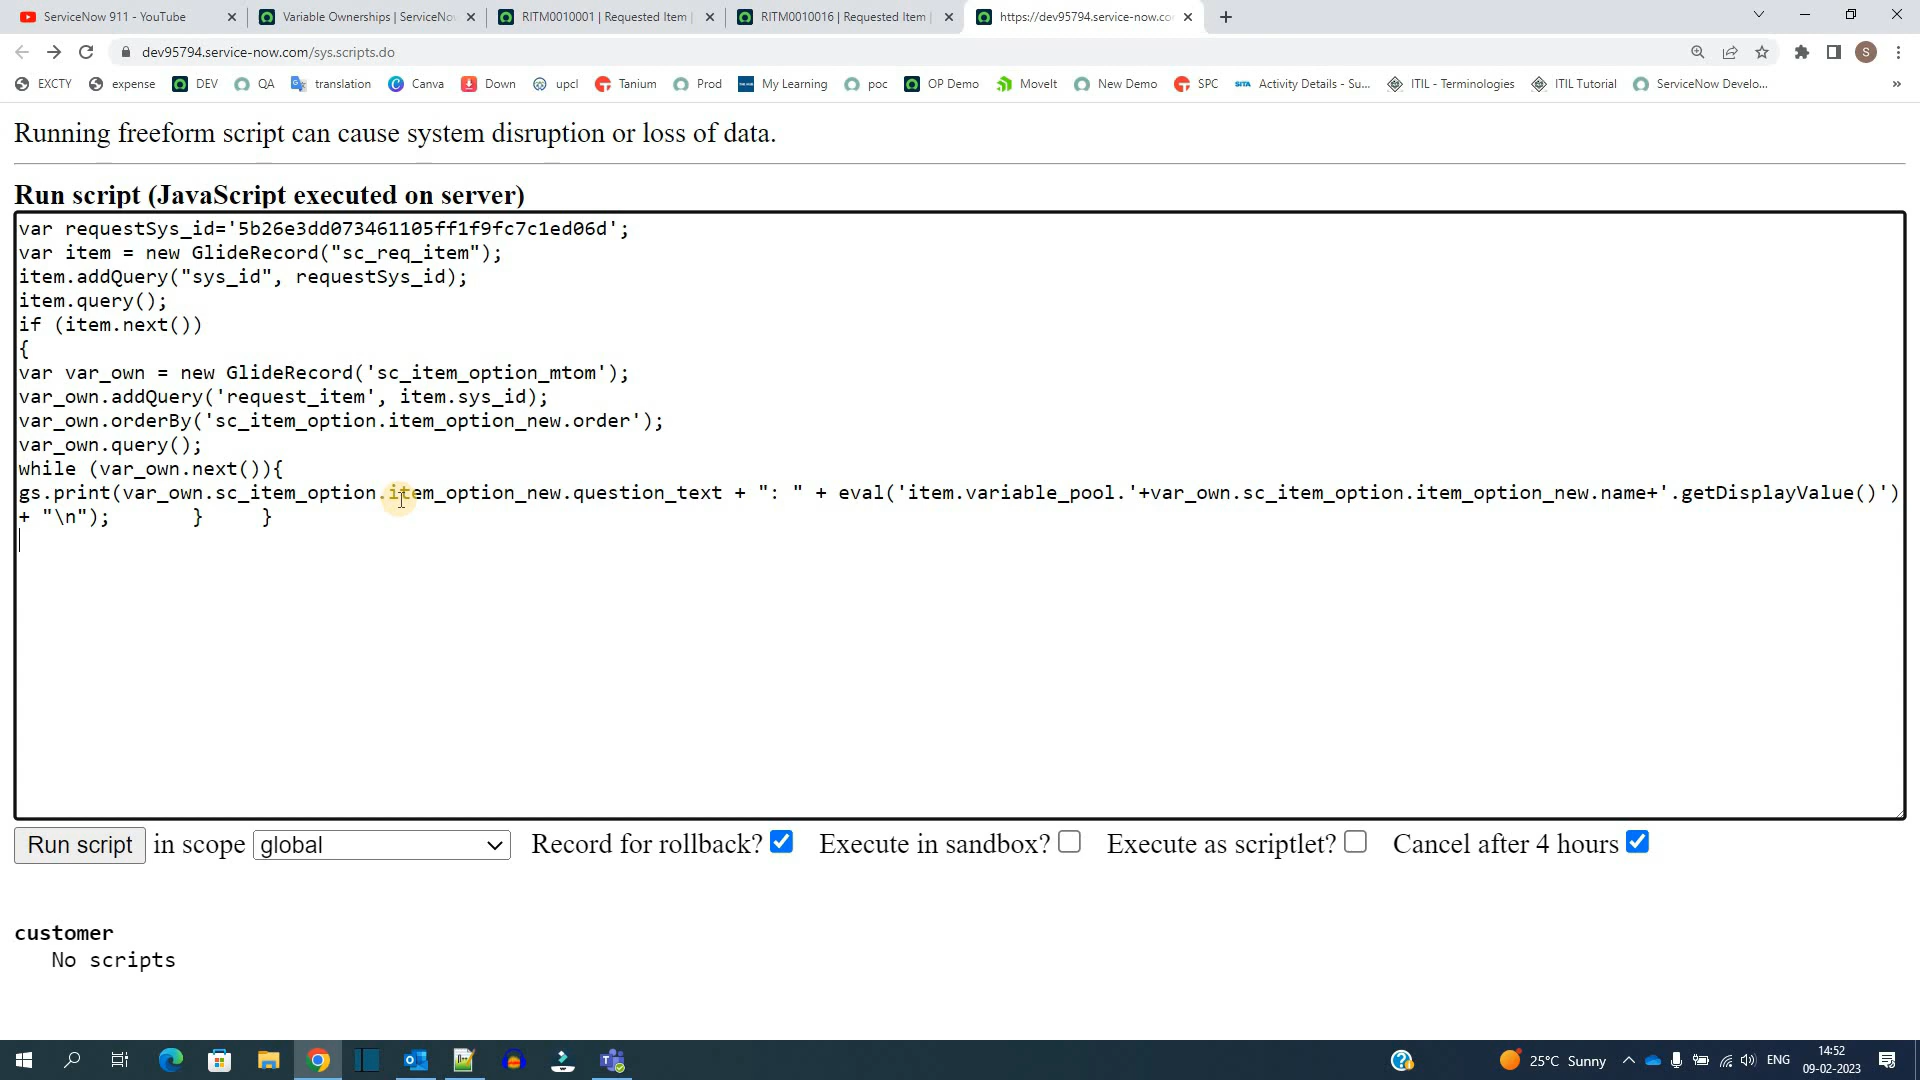 ServiceNow 911 - YouTube
Variable Ownerships | ServiceNo
RITM0010001 | Requested Item |
RITM0010016 | Requested Item |
https://dev95794.service-now.co
dev95794.service-now.com/sys.scripts.do
S
EXCTY
expense
DEV
QA
translation
Canva
Down
upcl
Tanium
Prod
My Learning
poc
OP Demo
MoveIt
New Demo
SPC
SITA
Activity Details - Su...
ITIL - Terminologies
ITIL Tutorial
ServiceNow Develo...
»
Running freeform script can cause system disruption or loss of data.
Run script (JavaScript executed on server)
var requestSys_id='5b26e3dd073461105ff1f9fc7c1ed06d';
var item = new GlideRecord("sc_req_item");
item.addQuery("sys_id", requestSys_id);
item.query();
if (item.next())
{
var var_own = new GlideRecord('sc_item_option_mtom');
var_own.addQuery('request_item', item.sys_id);
var_own.orderBy('sc_item_option.item_option_new.order');
var_own.query();
while (var_own.next()){
gs.print(var_own.sc_item_option.item_option_new.question_text + ": " + eval('item.variable_pool.'+var_own.sc_item_option.item_option_new.name+'.getDisplayValue()')
+ "\n");       }     }
Run script in scope global Record for rollback? Execute in sandbox? Execute as scriptlet? Cancel after 4 hours
customer
No scripts
25°C Sunny
ENG
14:52
09-02-2023